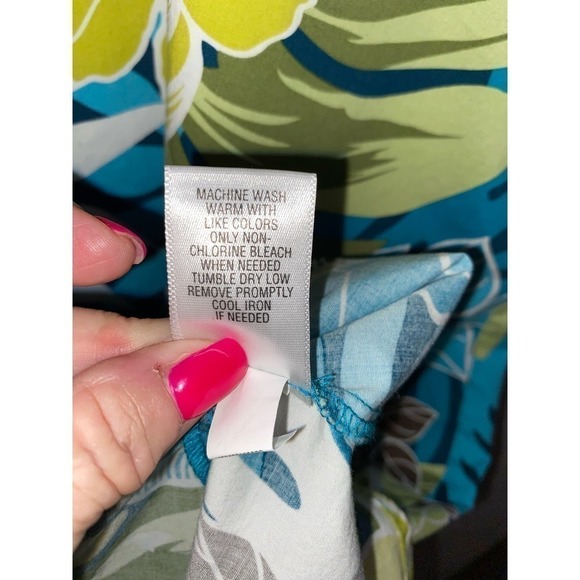 MACHINE WASH
WARM WITH
LIKE COLORS
ONLY NON-
CHLORINE BLEACH
WHEN NEEDED
TUMBLE DRY LOW
REMOVE PROMPTLY
COOL IRON
IF NEEDED